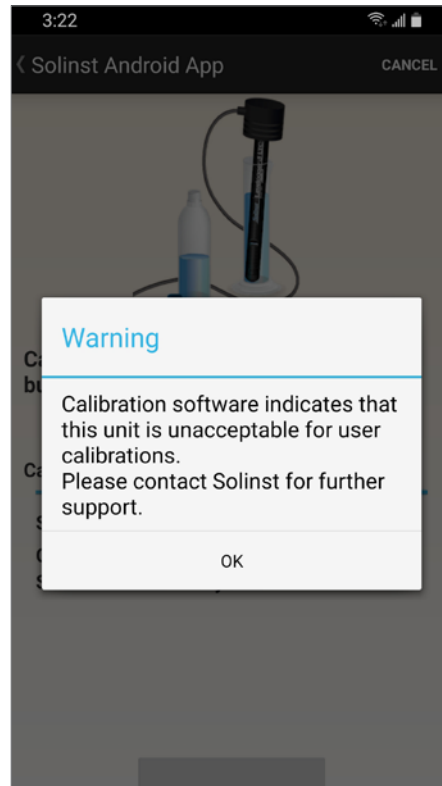 3:22
Solinst Android App
CANCEL
Warning
Calibration software indicates that
this unit is unacceptable for user
calibrations.
Please contact Solinst for further
support.
OK